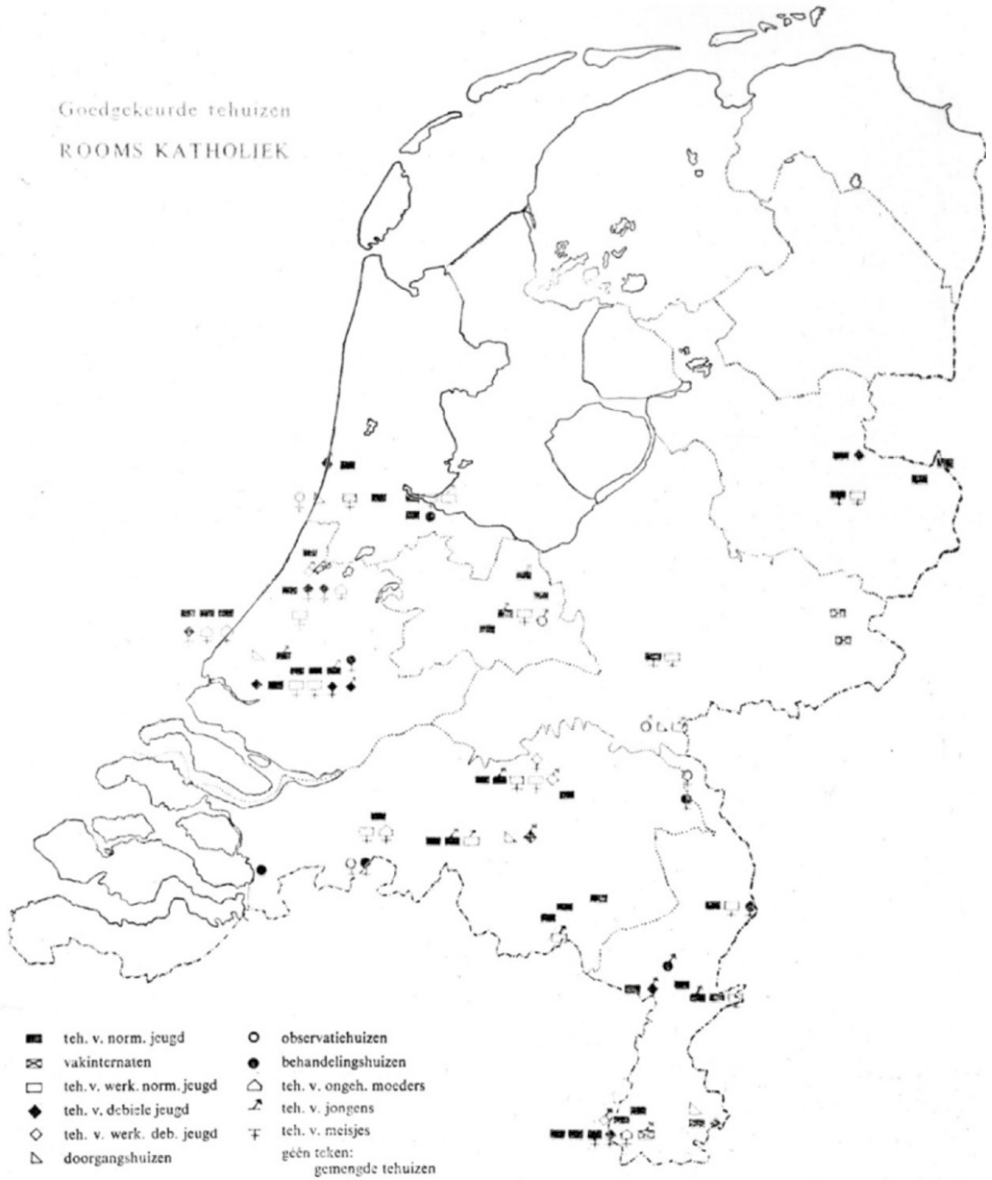 Goedgekeurde tehuizen
ROOMS KATHOLIEK
teh. v. norm. jeugd
vakinternaten
teh. v. werk. norm. jeugd
teh. v. debiele jeugd
teh. v. werk. deb. jeugd
doorgangshuizen
observatiehuizen
behandelingshuizen
teh. v. ongeh. moeders
teh. v. jongens
teh. v. meisjes
géén teken:
gemengde tehuizen